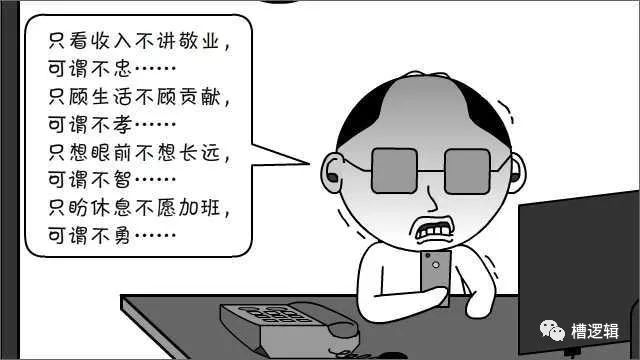 只看收入不讲敬业，
可谓不忠……
只顾生活不顾贡献，
可谓不孝……
只想眼前不想长远，
可谓不智……
只盼休息不愿加班，
可谓不勇……
槽逻辑